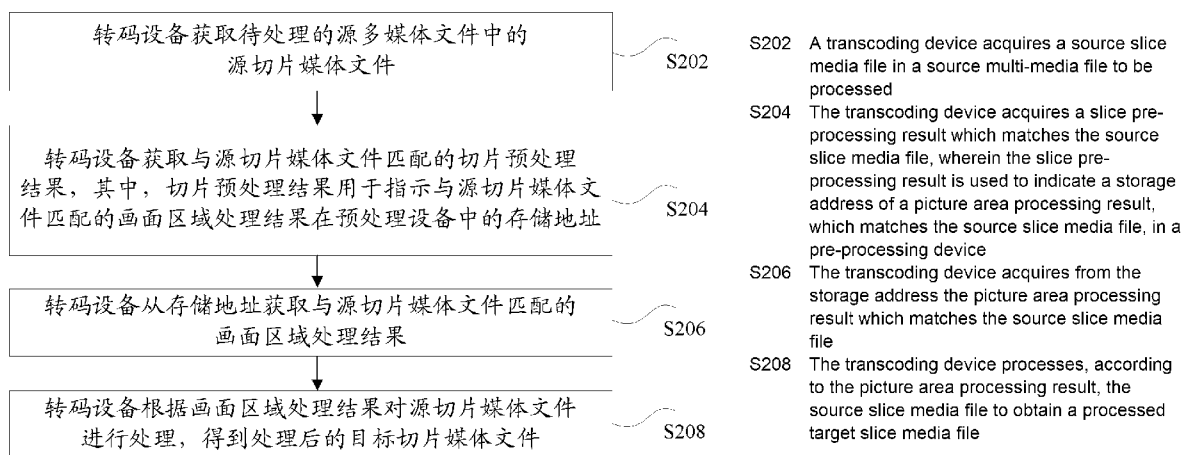 转码设备获取待处理的源多媒体文件中的
源切片媒体文件
S202
转码设备获取与源切片媒体文件匹配的切片预处理
结果，其中，切片预处理结果用于指示与源切片媒体文
件匹配的画面区域处理结果在预处理设备中的存储地址
S204
转码设备从存储地址获取与源切片媒体文件匹配的
画面区域处理结果
S206
转码设备根据画面区域处理结果对源切片媒体文件
进行处理，得到处理后的目标切片媒体文件
S208
S202 A transcoding device acquires a source slice
media file in a source multi-media file to be
processed
S204 The transcoding device acquires a slice pre-
processing result which matches the source
slice media file, wherein the slice pre-
processing result is used to indicate a storage
address of a picture area processing result,
which matches the source slice media file, in a
pre-processing device
S206 The transcoding device acquires from the
storage address the picture area processing
result which matches the source slice media
file
S208 The transcoding device processes, according
to the picture area processing result, the
source slice media file to obtain a processed
target slice media file